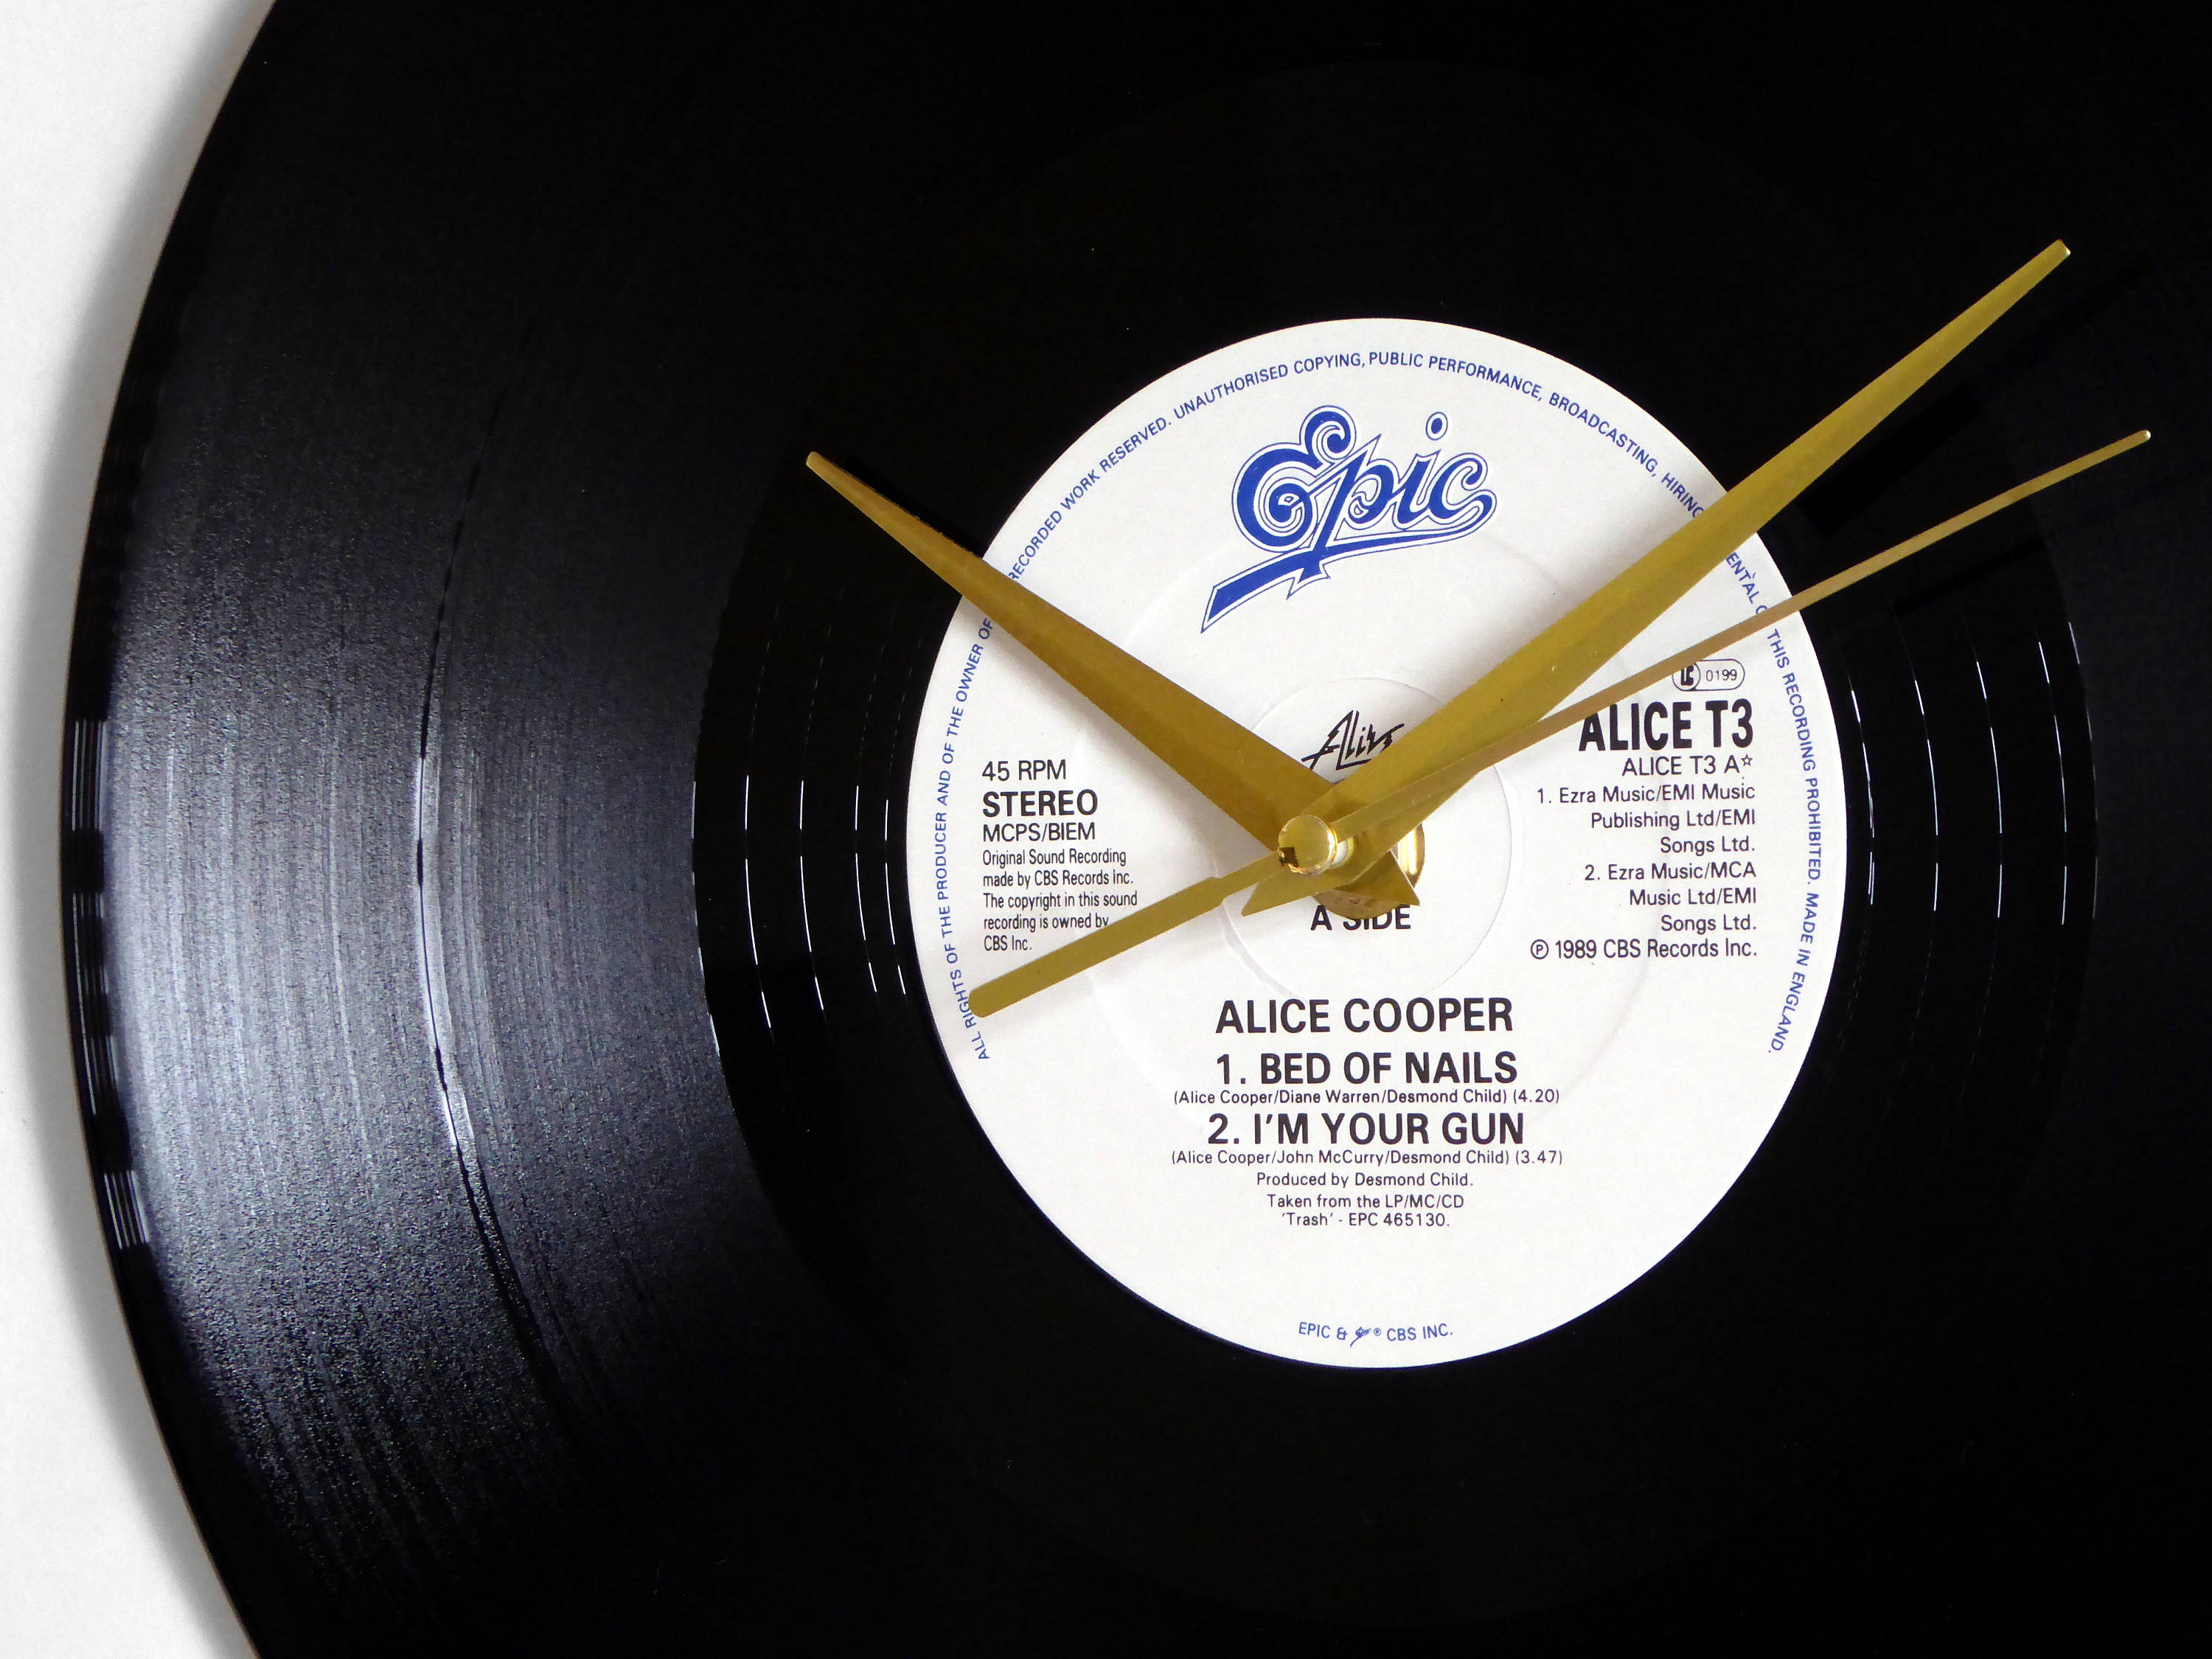 ALL RIGHTS OF THE PRODUCER AND OF THE OWNER OF RECORDED WORK RESERVED. UNAUTHORISED COPYING, PUBLIC PERFORMANCE, BROADCASTING, HIRING THIS RECORDING PROHIBITED. MADE IN ENGLAND.
Epic
LC 0199
45 RPM
STEREO
MCPS/BIEM
Original Sound Recording
made by CBS Records Inc.
The copyright in this sound
recording is owned by
CBS Inc.
ALICE T3
ALICE T3 A☆
1. Ezra Music/EMI Music
Publishing Ltd/EMI
Songs Ltd.
2. Ezra Music/MCA
Music Ltd/EMI
Songs Ltd.
℗ 1989 CBS Records Inc.
A SIDE
ALICE COOPER
1. BED OF NAILS
(Alice Cooper/Diane Warren/Desmond Child) (4.20)
2. I'M YOUR GUN
(Alice Cooper/John McCurry/Desmond Child) (3.47)
Produced by Desmond Child.
Taken from the LP/MC/CD
'Trash' - EPC 465130.
EPIC & ® CBS INC.